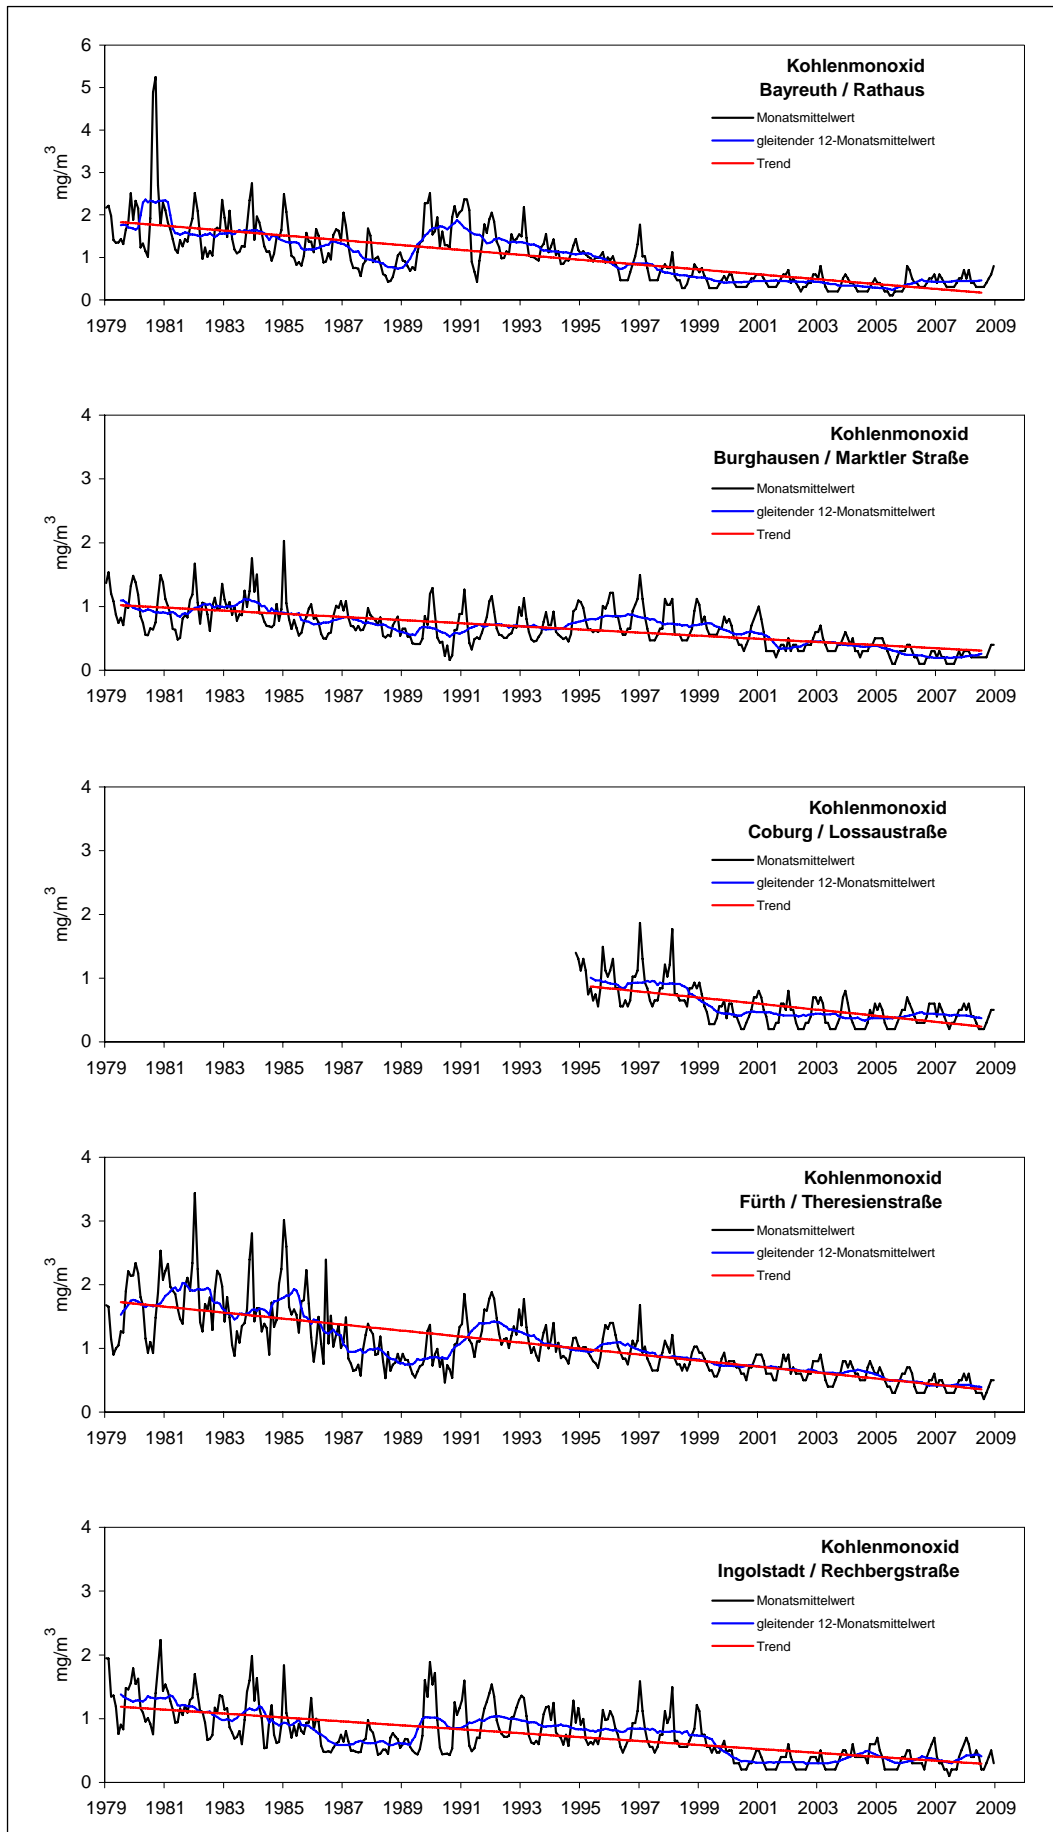 Kohlenmonoxid
Bayreuth / Rathaus
Monatsmittelwert
gleitender 12-Monatsmittelwert
Trend
mg/m³
6
5
4
3
2
1
0
1979 1981 1983 1985 1987 1989 1991 1993 1995 1997 1999 2001 2003 2005 2007 2009
Kohlenmonoxid
Burghausen / Marktler Straße
Monatsmittelwert
gleitender 12-Monatsmittelwert
Trend
mg/m³
4
3
2
1
0
1979 1981 1983 1985 1987 1989 1991 1993 1995 1997 1999 2001 2003 2005 2007 2009
Kohlenmonoxid
Coburg / Lossaustraße
Monatsmittelwert
gleitender 12-Monatsmittelwert
Trend
mg/m³
4
3
2
1
0
1979 1981 1983 1985 1987 1989 1991 1993 1995 1997 1999 2001 2003 2005 2007 2009
Kohlenmonoxid
Fürth / Theresienstraße
Monatsmittelwert
gleitender 12-Monatsmittelwert
Trend
mg/m³
4
3
2
1
0
1979 1981 1983 1985 1987 1989 1991 1993 1995 1997 1999 2001 2003 2005 2007 2009
Kohlenmonoxid
Ingolstadt / Rechbergstraße
Monatsmittelwert
gleitender 12-Monatsmittelwert
Trend
mg/m³
4
3
2
1
0
1979 1981 1983 1985 1987 1989 1991 1993 1995 1997 1999 2001 2003 2005 2007 2009